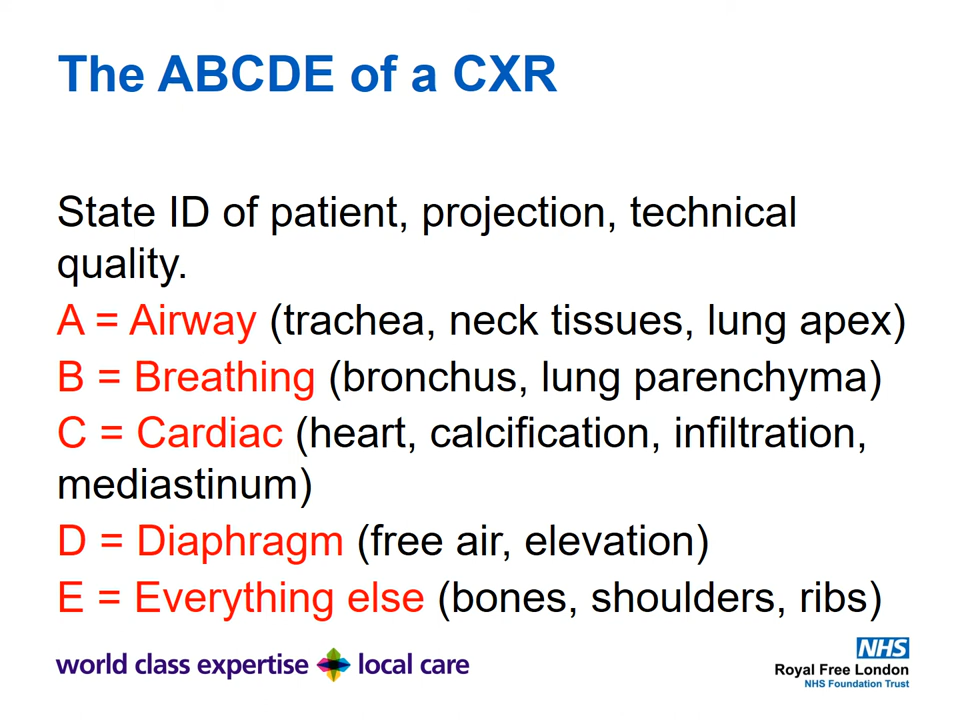 The ABCDE of a CXR
State ID of patient, projection, technical
quality.
A = Airway (trachea, neck tissues, lung apex)
B = Breathing (bronchus, lung parenchyma)
C = Cardiac (heart, calcification, infiltration,
mediastinum)
D = Diaphragm (free air, elevation)
E = Everything else (bones, shoulders, ribs)
world class expertise local care
NHS
Royal Free London
NHS Foundation Trust